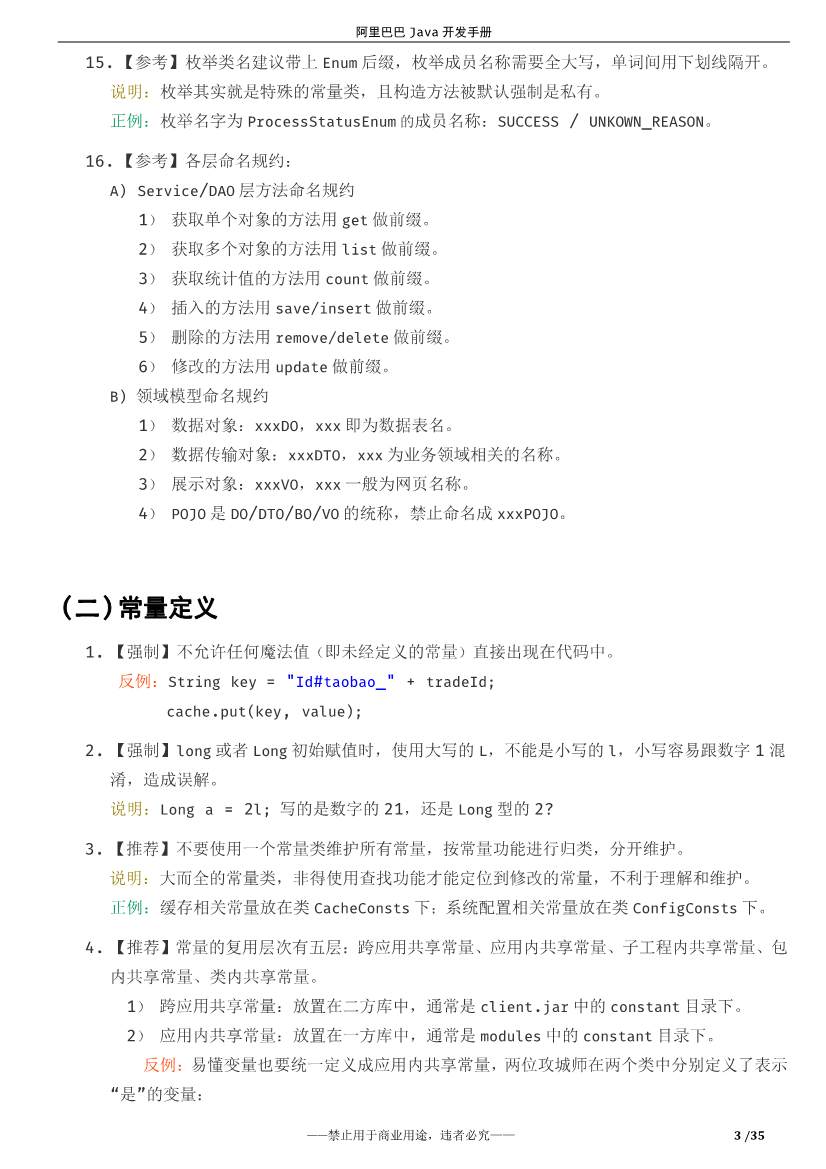 阿里巴巴 Java 开发手册
15.【参考】枚举类名建议带上 Enum 后缀，枚举成员名称需要全大写，单词间用下划线隔开。
说明：枚举其实就是特殊的常量类，且构造方法被默认强制是私有。
正例：枚举名字为 ProcessStatusEnum 的成员名称：SUCCESS / UNKOWN_REASON。
16.【参考】各层命名规约：
A) Service/DAO 层方法命名规约
1） 获取单个对象的方法用 get 做前缀。
2） 获取多个对象的方法用 list 做前缀。
3） 获取统计值的方法用 count 做前缀。
4） 插入的方法用 save/insert 做前缀。
5） 删除的方法用 remove/delete 做前缀。
6） 修改的方法用 update 做前缀。
B) 领域模型命名规约
1） 数据对象：xxxDO，xxx 即为数据表名。
2） 数据传输对象：xxxDTO，xxx 为业务领域相关的名称。
3） 展示对象：xxxVO，xxx 一般为网页名称。
4） POJO 是 DO/DTO/BO/VO 的统称，禁止命名成 xxxPOJO。
(二)常量定义
1. 【强制】不允许任何魔法值（即未经定义的常量）直接出现在代码中。
反例：String key = "Id#taobao_" + tradeId;
cache.put(key, value);
2. 【强制】long 或者 Long 初始赋值时，使用大写的 L，不能是小写的 l，小写容易跟数字 1 混
淆，造成误解。
说明：Long a = 2l; 写的是数字的 21，还是 Long 型的 2?
3. 【推荐】不要使用一个常量类维护所有常量，按常量功能进行归类，分开维护。
说明：大而全的常量类，非得使用查找功能才能定位到修改的常量，不利于理解和维护。
正例：缓存相关常量放在类 CacheConsts 下；系统配置相关常量放在类 ConfigConsts 下。
4. 【推荐】常量的复用层次有五层：跨应用共享常量、应用内共享常量、子工程内共享常量、包
内共享常量、类内共享常量。
1） 跨应用共享常量：放置在二方库中，通常是 client.jar 中的 constant 目录下。
2） 应用内共享常量：放置在一方库中，通常是 modules 中的 constant 目录下。
反例：易懂变量也要统一定义成应用内共享常量，两位攻城师在两个类中分别定义了表示
“是”的变量：
——禁止用于商业用途，违者必究—— 3 /35